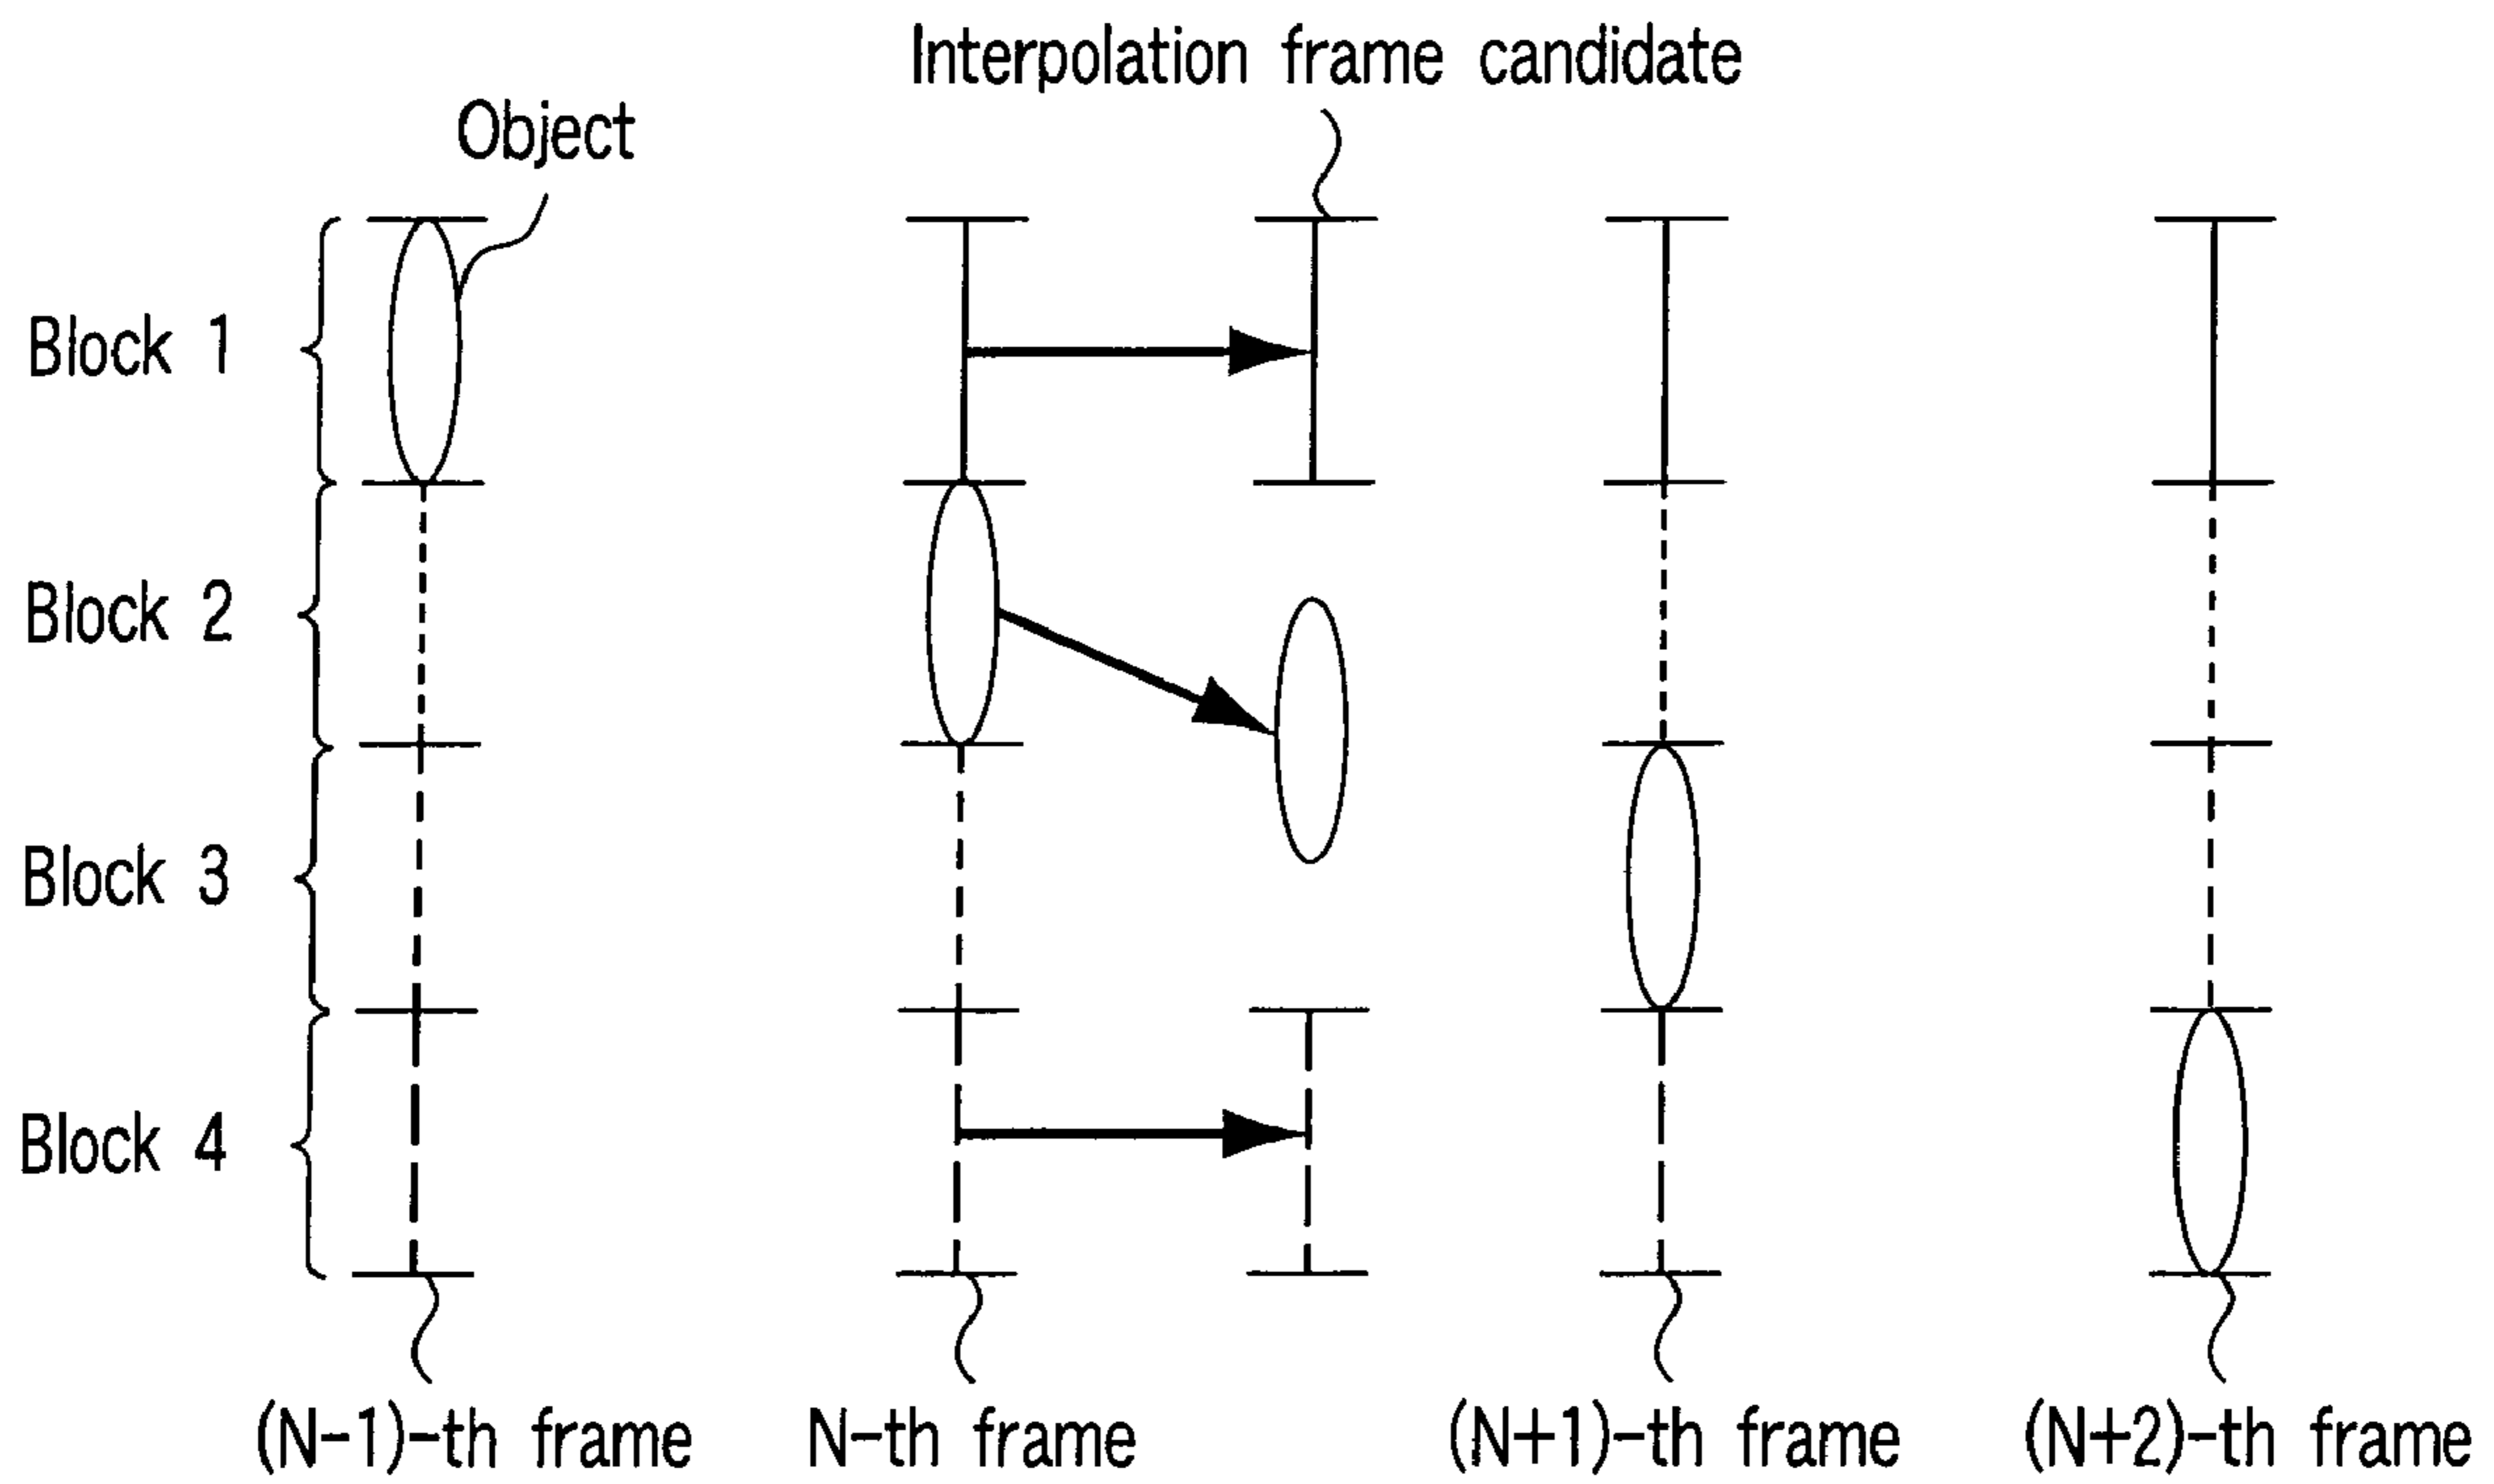 Interpolation frame candidate
Object
Block 1
Block 2
Block 3
Block 4
(N-1)-th frame
N-th frame
(N+1)-th frame
(N+2)-th frame